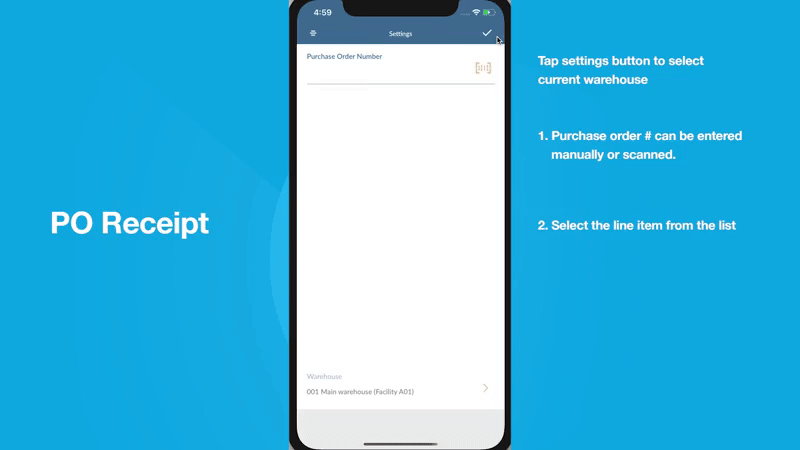 PO Receipt
4:59
Settings
Purchase Order Number
Warehouse
001 Main warehouse (Facility A01)
Tap settings button to select
current warehouse
1. Purchase order # can be entered
manually or scanned.
2. Select the line item from the list